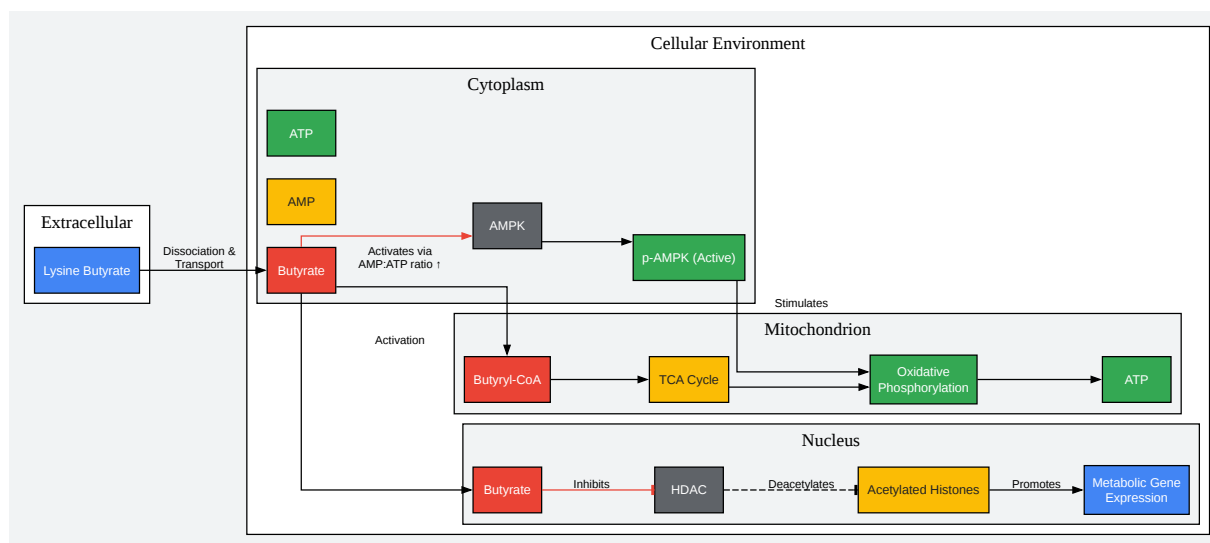 Cellular Environment
Cytoplasm
ATP
AMP
Extracellular
Lysine Butyrate
Dissociation &
Transport
Butyrate
Activates via
AMP:ATP ratio ↑
AMPK
p-AMPK (Active)
Stimulates
Activation
Mitochondrion
Butyryl-CoA
TCA Cycle
Oxidative
Phosphorylation
ATP
Nucleus
Butyrate
Inhibits
HDAC
Deacetylates
Acetylated Histones
Promotes
Metabolic Gene
Expression